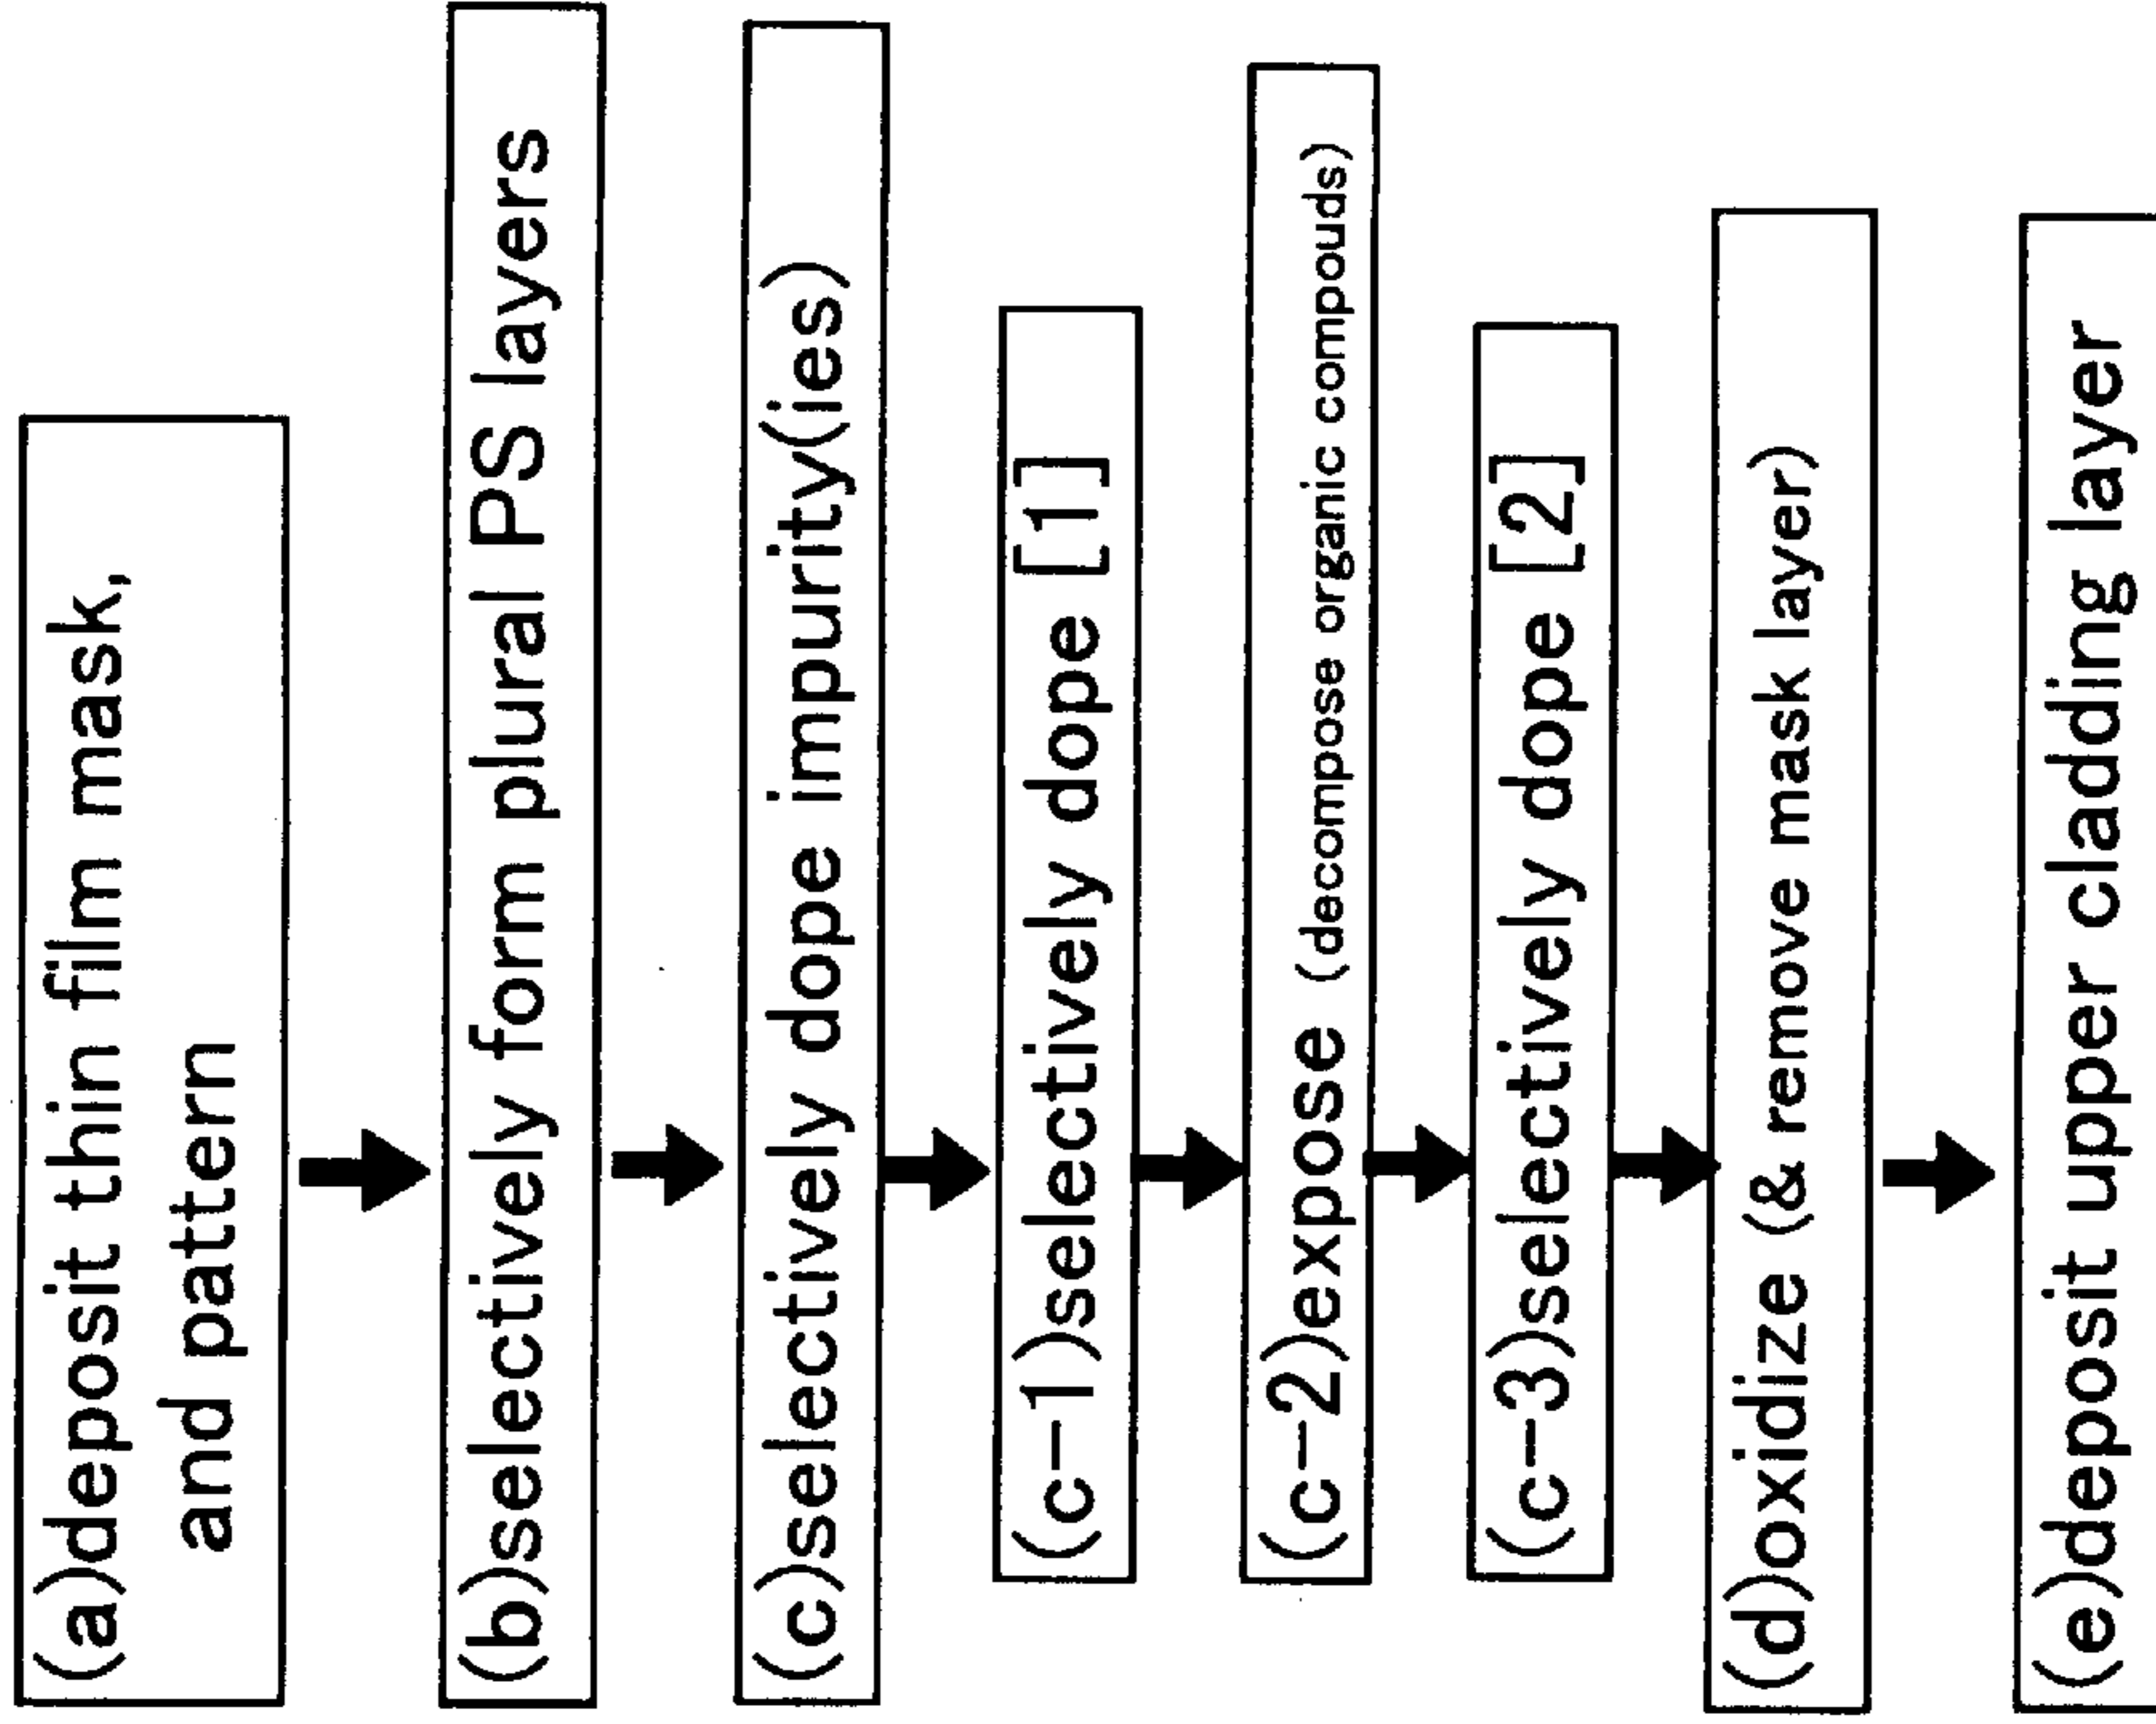 (a)deposit thin film mask,
and pattern
(b)selectively form plural PS layers
(c)selectively dope impurity(ies)
(c-1)selectively dope [1]
(c-2)expose (decompose organic compouds)
(c-3)selectively dope [2]
(d)oxidize (& remove mask layer)
(e)deposit upper cladding layer